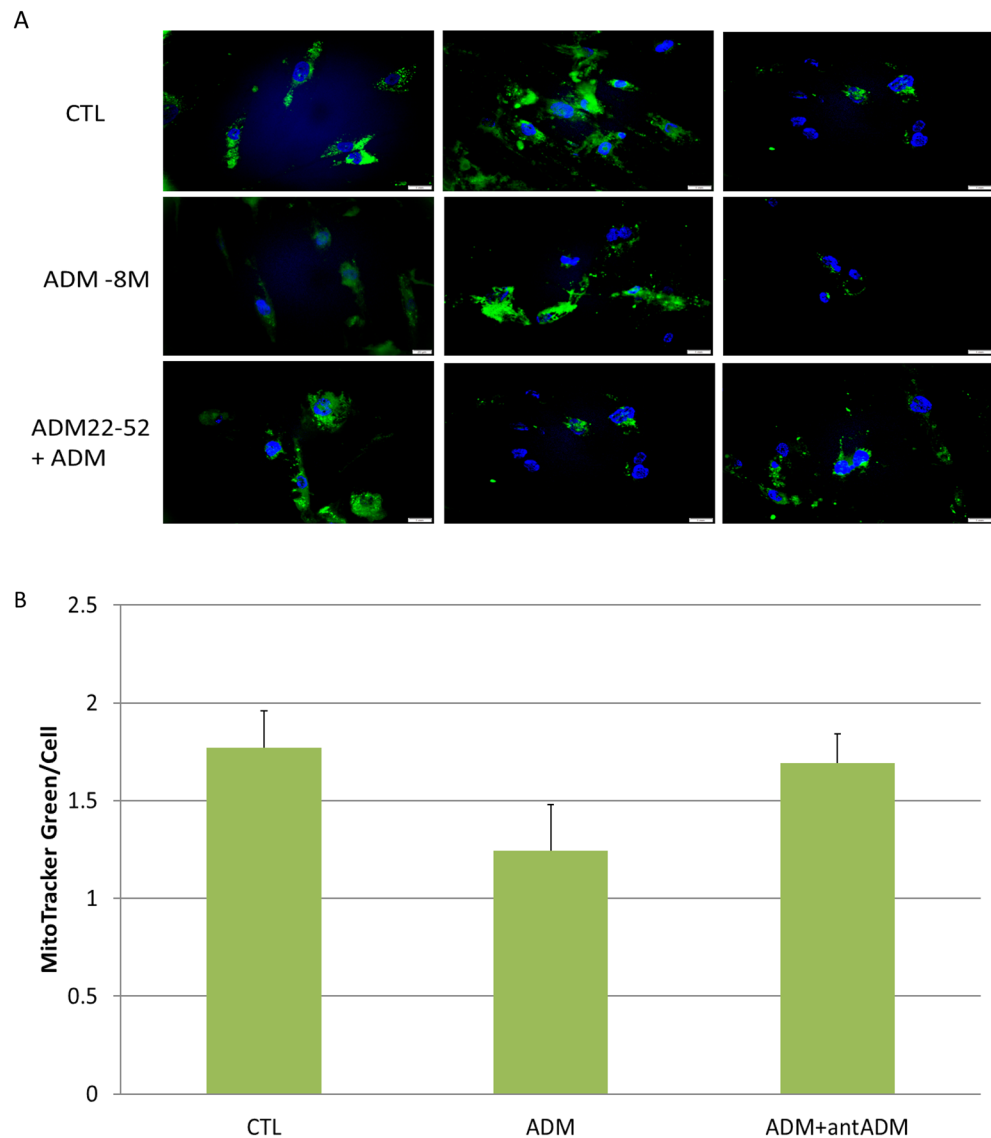 A
CTL
ADM -8M
ADM22-52
+ ADM
B
2.5
2
1.5
1
0.5
0
MitoTracker Green/Cell
CTL
ADM
ADM+antADM